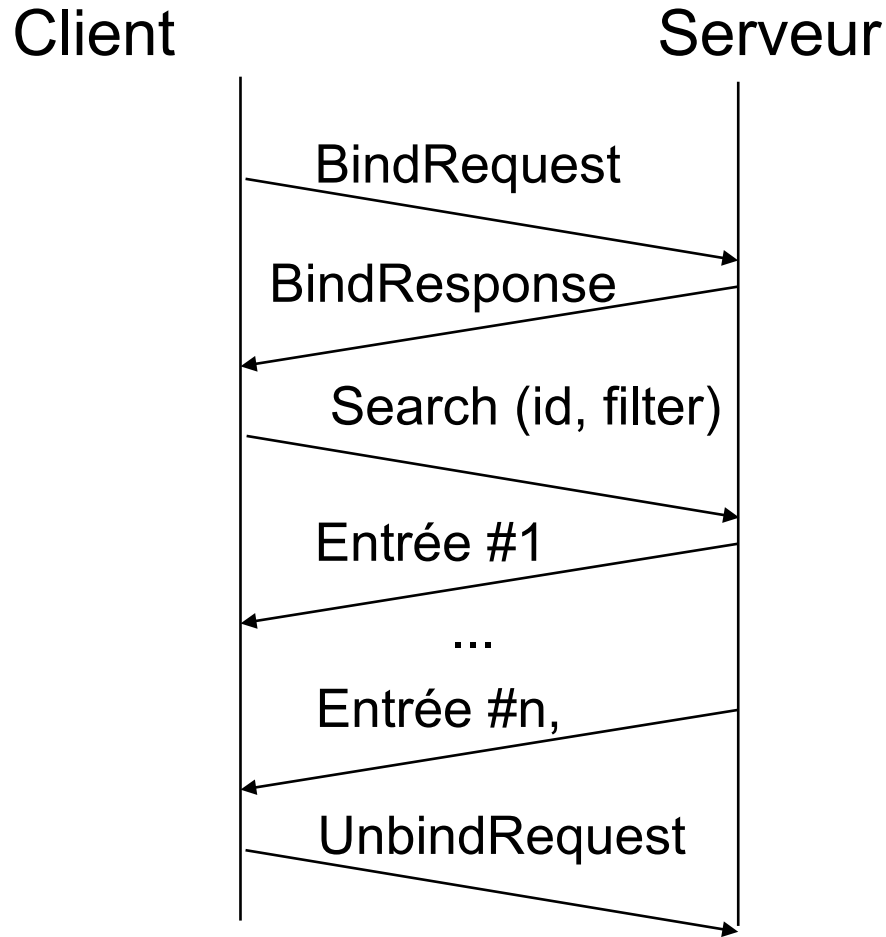 Client
Serveur
BindRequest
BindResponse
Search (id, filter)
Entrée #1
...
Entrée #n,
UnbindRequest